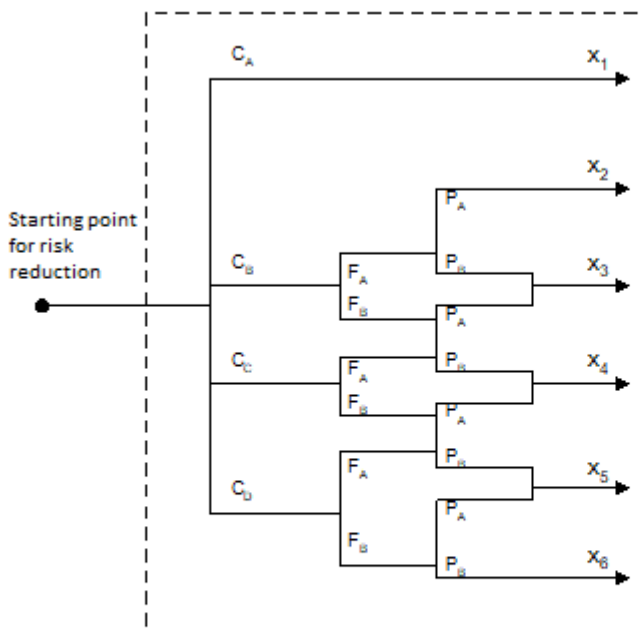 C_A X_1
X_2
P_A
Starting point
for risk
reduction
C_B F_A P_B X_3
F_B P_A
C_C F_A P_B X_4
F_B P_A
F_A P_B X_5
C_D P_A
F_B P_B X_6